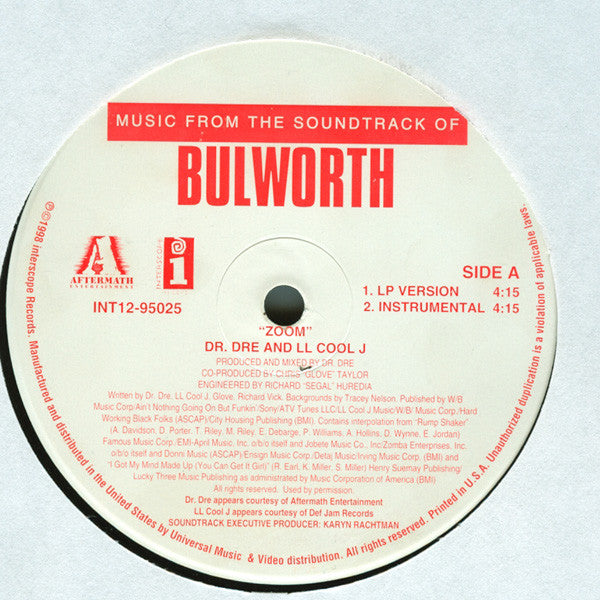 MUSIC FROM THE SOUNDTRACK OF
BULWORTH
AFTERMATH
ENTERTAINMENT
INTERSCOPE
i
INT12-95025
SIDE A
1. LP VERSION 4:15
2. INSTRUMENTAL 4:15
"ZOOM"
DR. DRE AND LL COOL J
PRODUCED AND MIXED BY DR. DRE
CO-PRODUCED BY CHRIS "GLOVE" TAYLOR
ENGINEERED BY RICHARD "SEGAL" HUREDIA
Written by Dr. Dre. LL Cool J. Glove, Richard Vick. Backgrounds by Tracey Nelson. Published by W/B
Music Corp/Ain't Nothing Going On But Funkin'/Sony/ATV Tunes LLC/LL Cool J Music/W/B/ Music Corp./Hard
Working Black Folks (ASCAP)/City Housing Publishing (BMI). Contains interpolation from "Rump Shaker"
(A. Davidson, D. Porter, T. Riley, M. Riley, E. Debarge, P. Williams, A. Hollins, D. Wynne, E. Jordan)
Famous Music Corp./EMI-April Music, Inc. o/b/o itself and Jobete Music Co., Inc/Zomba Enterprises, Inc.
o/b/o itself and Donni Music (ASCAP)/Ensign Music Corp./Detaj Music/Irving Music Corp. (BMI) and
"I Got My Mind Made Up (You Can Get It Girl)" (R. Earl, K. Miller, S. Miller) Henry Suemay Publishing/
Lucky Three Music Publishing as administered by Music Corporation of America (BMI)
All rights reserved. Used by permission.
Dr. Dre appears courtesy of Aftermath Entertainment
LL Cool J appears courtesy of Def Jam Records
SOUNDTRACK EXECUTIVE PRODUCER: KARYN RACHTMAN
℗©1998 Interscope Records. Manufactured and distributed in the United States by Universal Music & Video distribution. All rights reserved. Printed in U.S.A. Unauthorized duplication is a violation of applicable laws